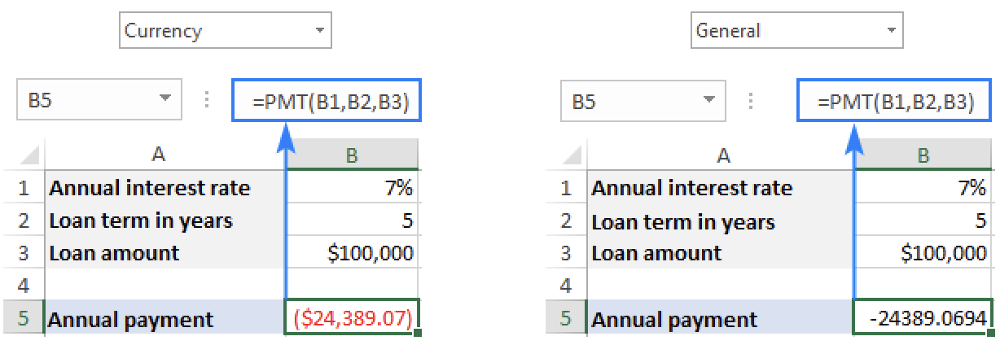 Currency
B5 =PMT(B1,B2,B3)
A B
1 Annual interest rate 7%
2 Loan term in years 5
3 Loan amount $100,000
4
5 Annual payment ($24,389.07)
General
B5 =PMT(B1,B2,B3)
A B
1 Annual interest rate 7%
2 Loan term in years 5
3 Loan amount $100,000
4
5 Annual payment -24389.0694